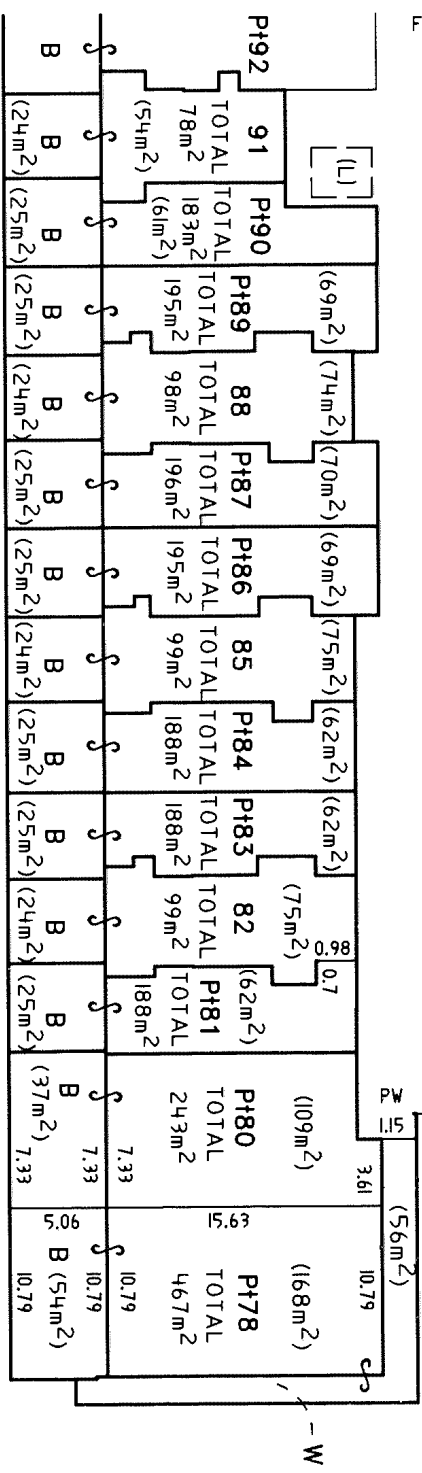 F
(L)
Pt92
B
91
TOTAL
78m²
(54m²)
B
(24m²)
Pt90
TOTAL
183m²
(61m²)
B
(25m²)
(69m²)
Pt89
TOTAL
195m²
B
(25m²)
(74m²)
88
TOTAL
98m²
B
(24m²)
(70m²)
Pt87
TOTAL
196m²
B
(25m²)
(69m²)
Pt86
TOTAL
195m²
B
(25m²)
(75m²)
85
TOTAL
99m²
B
(24m²)
(62m²)
Pt84
TOTAL
188m²
B
(25m²)
(62m²)
Pt83
TOTAL
188m²
B
(25m²)
0.98
(75m²)
82
TOTAL
99m²
B
(24m²)
0.7
(62m²)
Pt81
TOTAL
188m²
B
(25m²)
PW
1.15
(56m²)
3.61
(109m²)
Pt80
TOTAL
243m²
7.33
7.33
B
(37m²)
7.33
15.63
5.06
10.79
(168m²)
Pt78
TOTAL
467m²
10.79
10.79
B (54m²)
10.79
W